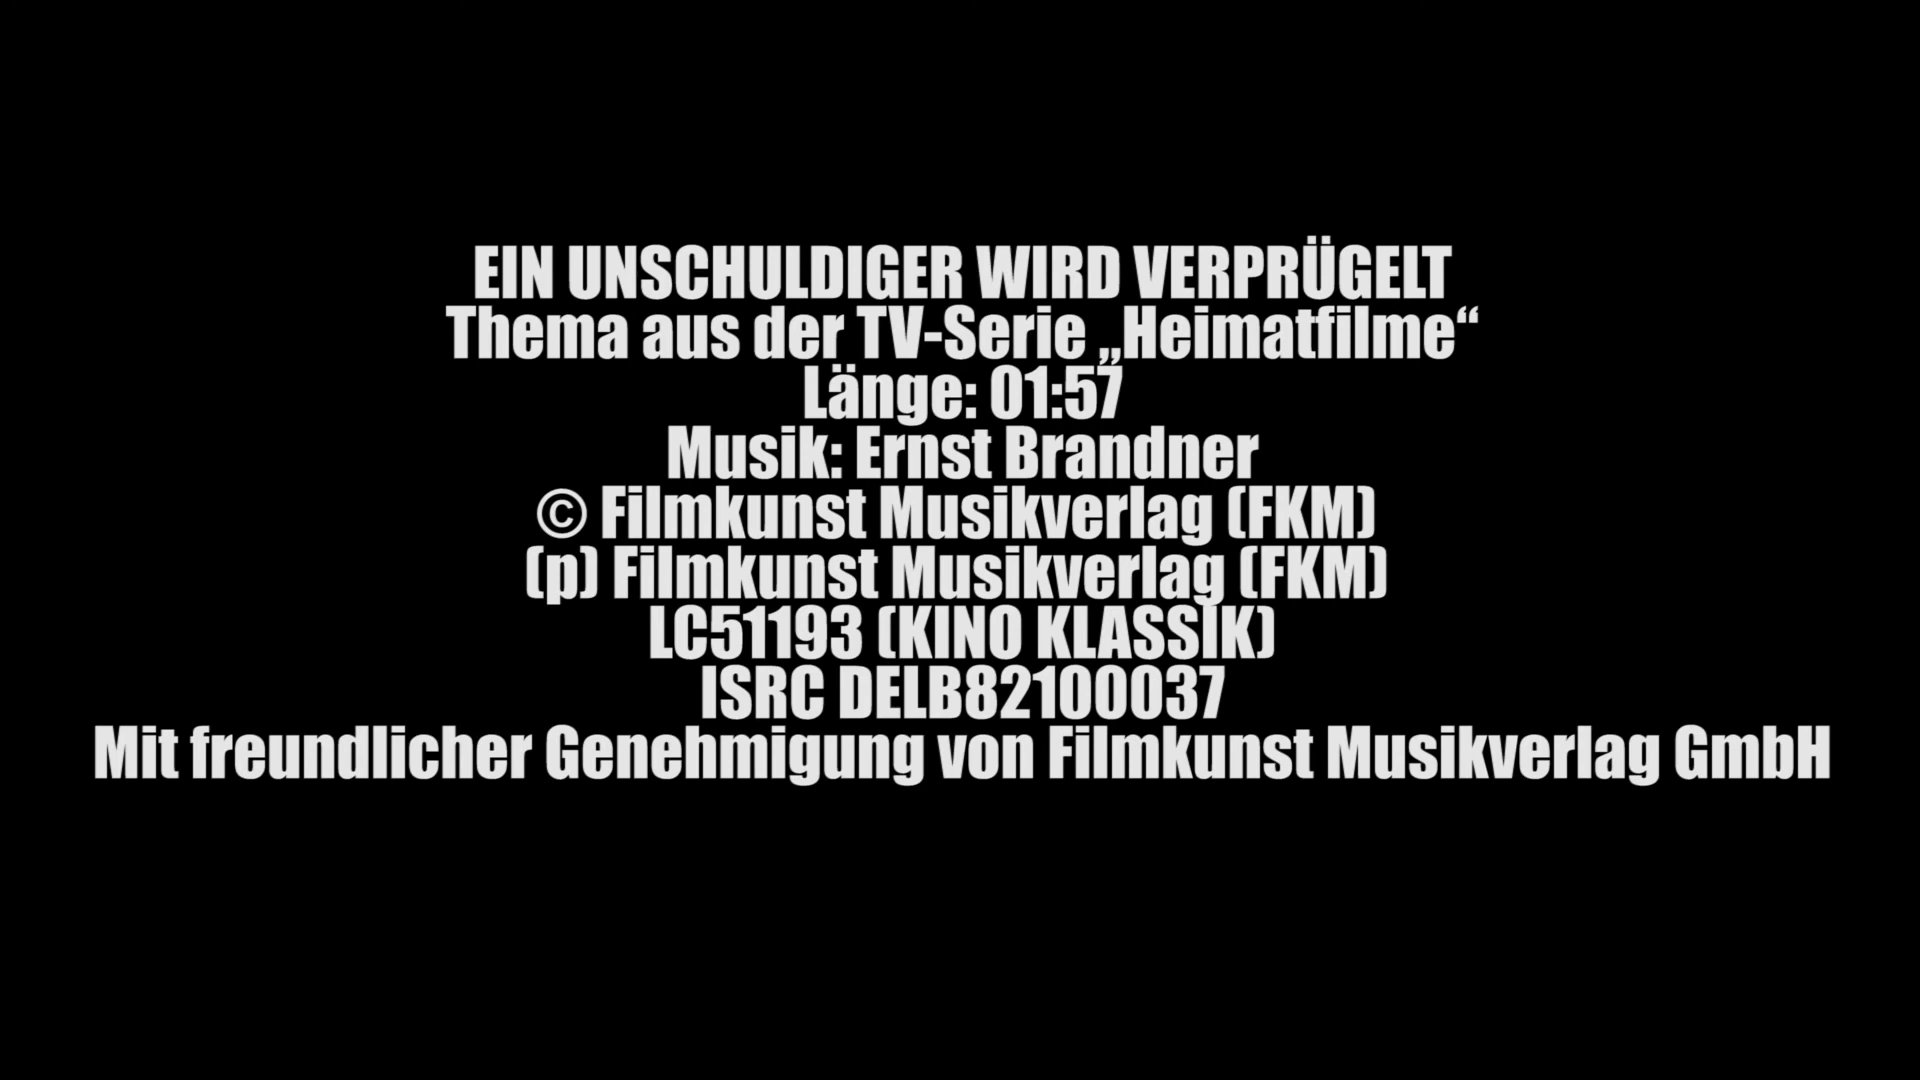 EIN UNSCHULDIGER WIRD VERPRÜGELT
Thema aus der TV-Serie „Heimatfilme“
Länge: 01:57
Musik: Ernst Brandner
© Filmkunst Musikverlag (FKM)
(p) Filmkunst Musikverlag (FKM)
LC51193 (KINO KLASSIK)
ISRC DELB82100037
Mit freundlicher Genehmigung von Filmkunst Musikverlag GmbH